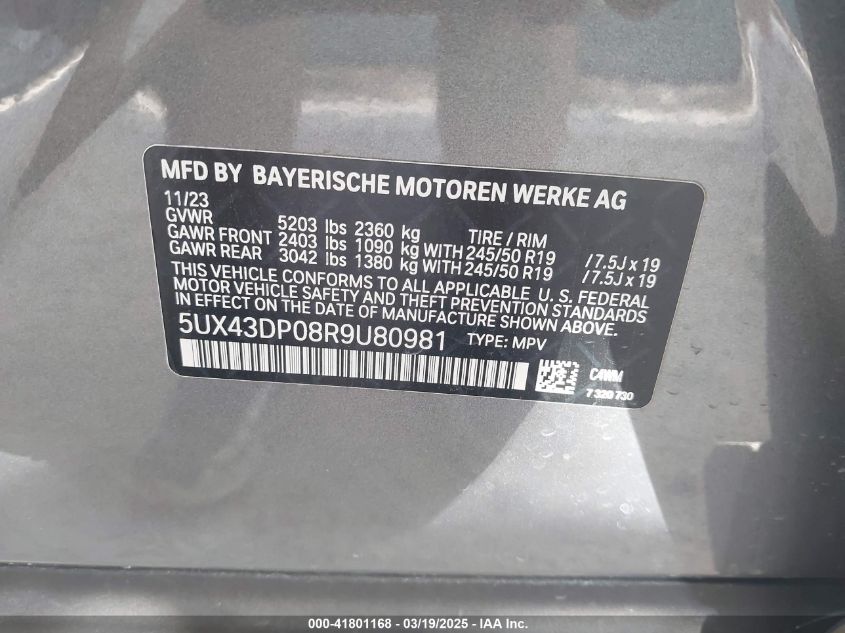 MFD BY BAYERISCHE MOTOREN WERKE AG
11/23
GVWR 5203 lbs 2360 kg TIRE / RIM
GAWR FRONT 2403 lbs 1090 kg WITH 245/50 R19 / 7.5J x 19
GAWR REAR 3042 lbs 1380 kg WITH 245/50 R19 / 7.5J x 19
THIS VEHICLE CONFORMS TO ALL APPLICABLE U. S. FEDERAL
MOTOR VEHICLE SAFETY AND THEFT PREVENTION STANDARDS
IN EFFECT ON THE DATE OF MANUFACTURE SHOWN ABOVE.
5UX43DP08R9U80981 TYPE: MPV
C4WM
7 320 730
000-41801168 - 03/19/2025 - IAA Inc.